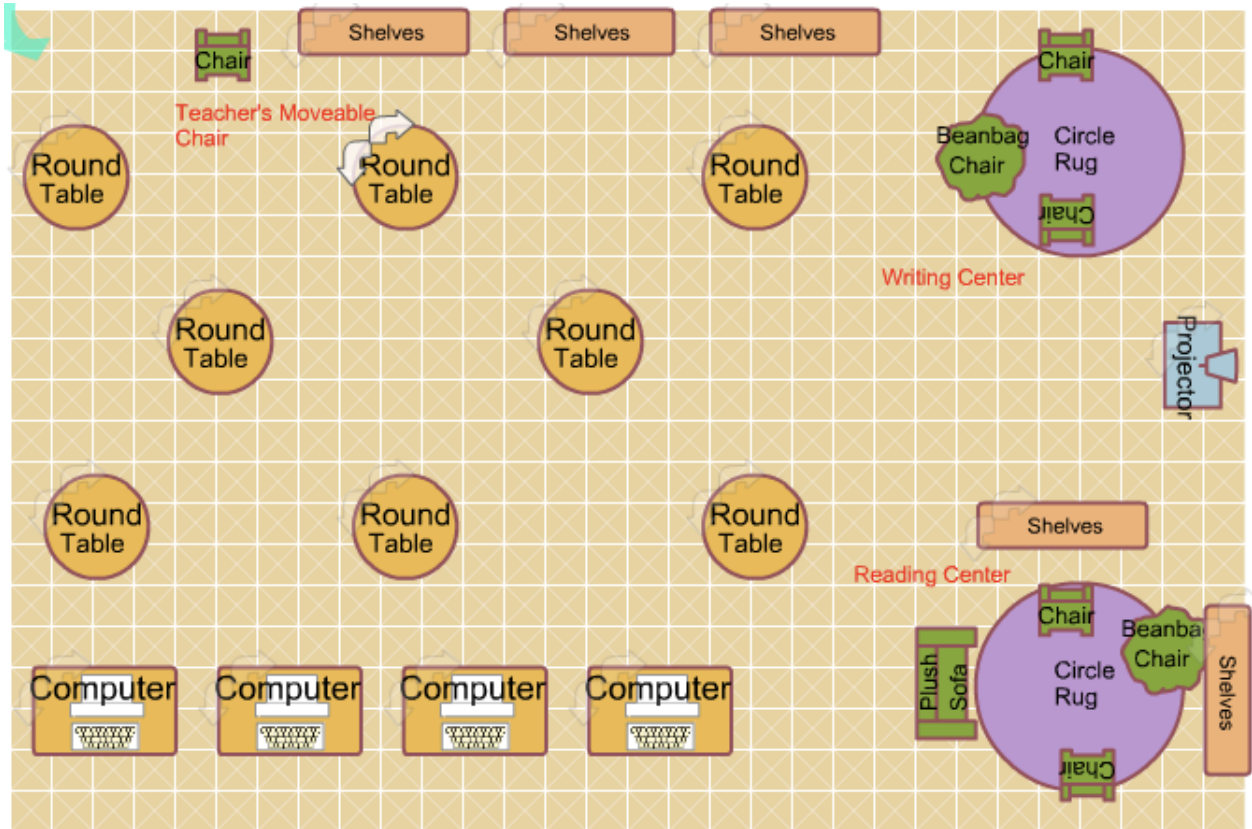 Shelves
Shelves
Shelves
Chair
Chair
Teacher's Moveable
Chair
Round
Table
Round
Table
Round
Table
Beanbag
Chair
Circle
Rug
Chair
Writing Center
Round
Table
Round
Table
Projector
Round
Table
Round
Table
Round
Table
Shelves
Reading Center
Chair
Beanba
Chair
Plush
Sofa
Circle
Rug
Shelves
Chair
Computer
Computer
Computer
Computer